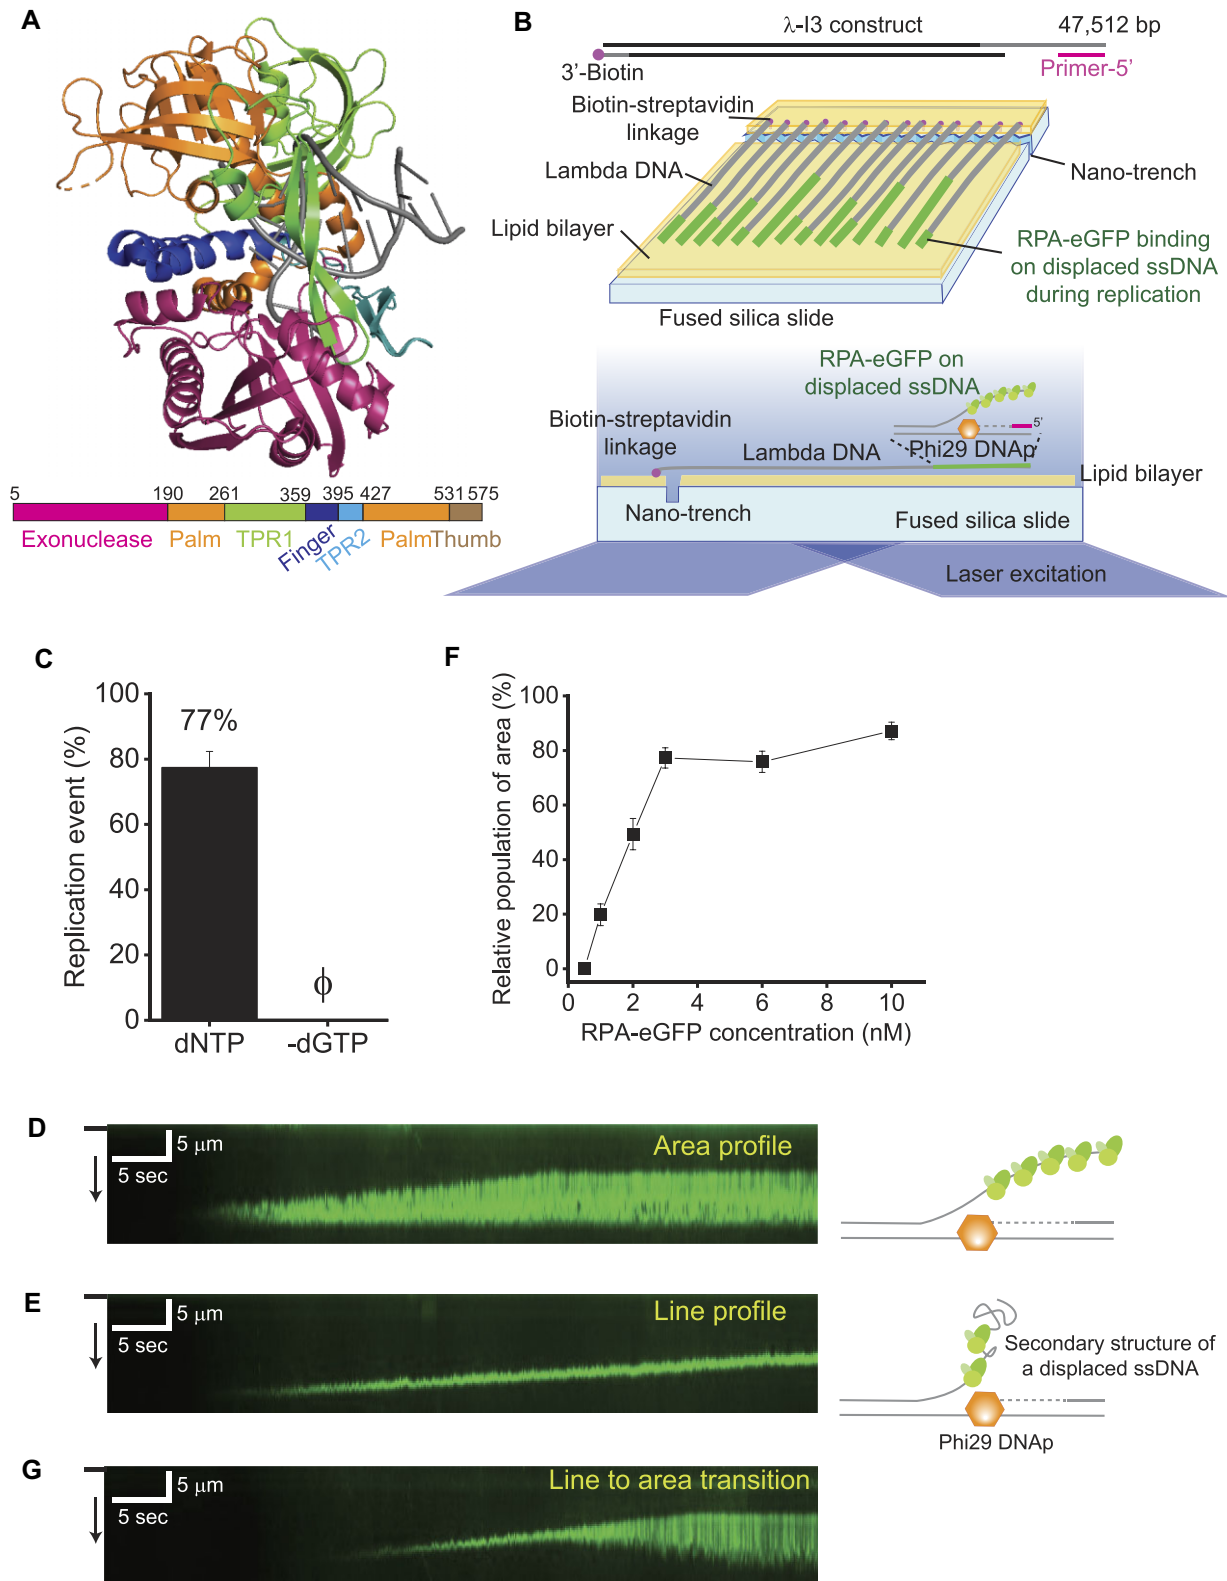 A
5 190 261 359 395 427 531 575
Exonuclease Palm TPR1 Finger TPR2 Palm Thumb
B
λ-I3 construct 47,512 bp
3'-Biotin
Primer-5'
Biotin-streptavidin
linkage
Lambda DNA
Nano-trench
Lipid bilayer
RPA-eGFP binding
on displaced ssDNA
during replication
Fused silica slide
RPA-eGFP on
displaced ssDNA
5'
Biotin-streptavidin
linkage
Phi29 DNAp
Lambda DNA
Lipid bilayer
Nano-trench
Fused silica slide
Laser excitation
C
Replication event (%)
100
80
60
40
20
0
77%
ϕ
dNTP -dGTP
F
Relative population of area (%)
100
80
60
40
20
0
0 2 4 6 8 10
RPA-eGFP concentration (nM)
D
5 μm
5 sec
Area profile
E
5 μm
5 sec
Line profile
Secondary structure of
a displaced ssDNA
Phi29 DNAp
G
5 μm
5 sec
Line to area transition